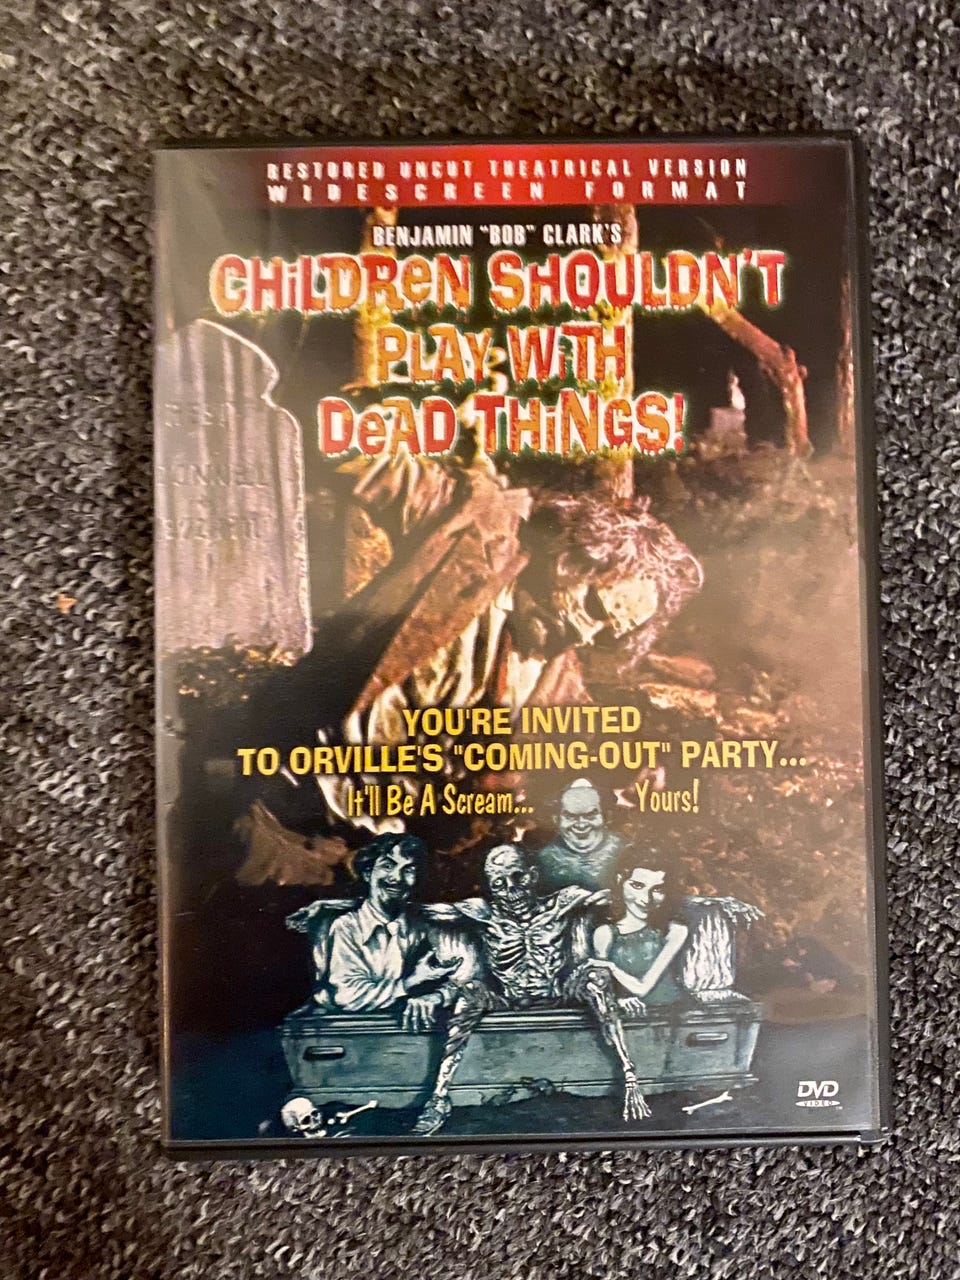 RESTORED UNCUT THEATRICAL VERSION
WIDESCREEN FORMAT
BENJAMIN "BOB" CLARK'S
CHiLDReN SHOULDN'T
PLAY WiTH
DeAD THiNGS!
YOU'RE INVITED
TO ORVILLE'S "COMING-OUT" PARTY...
It'll Be A Scream... Yours!
DVD
VIDEO